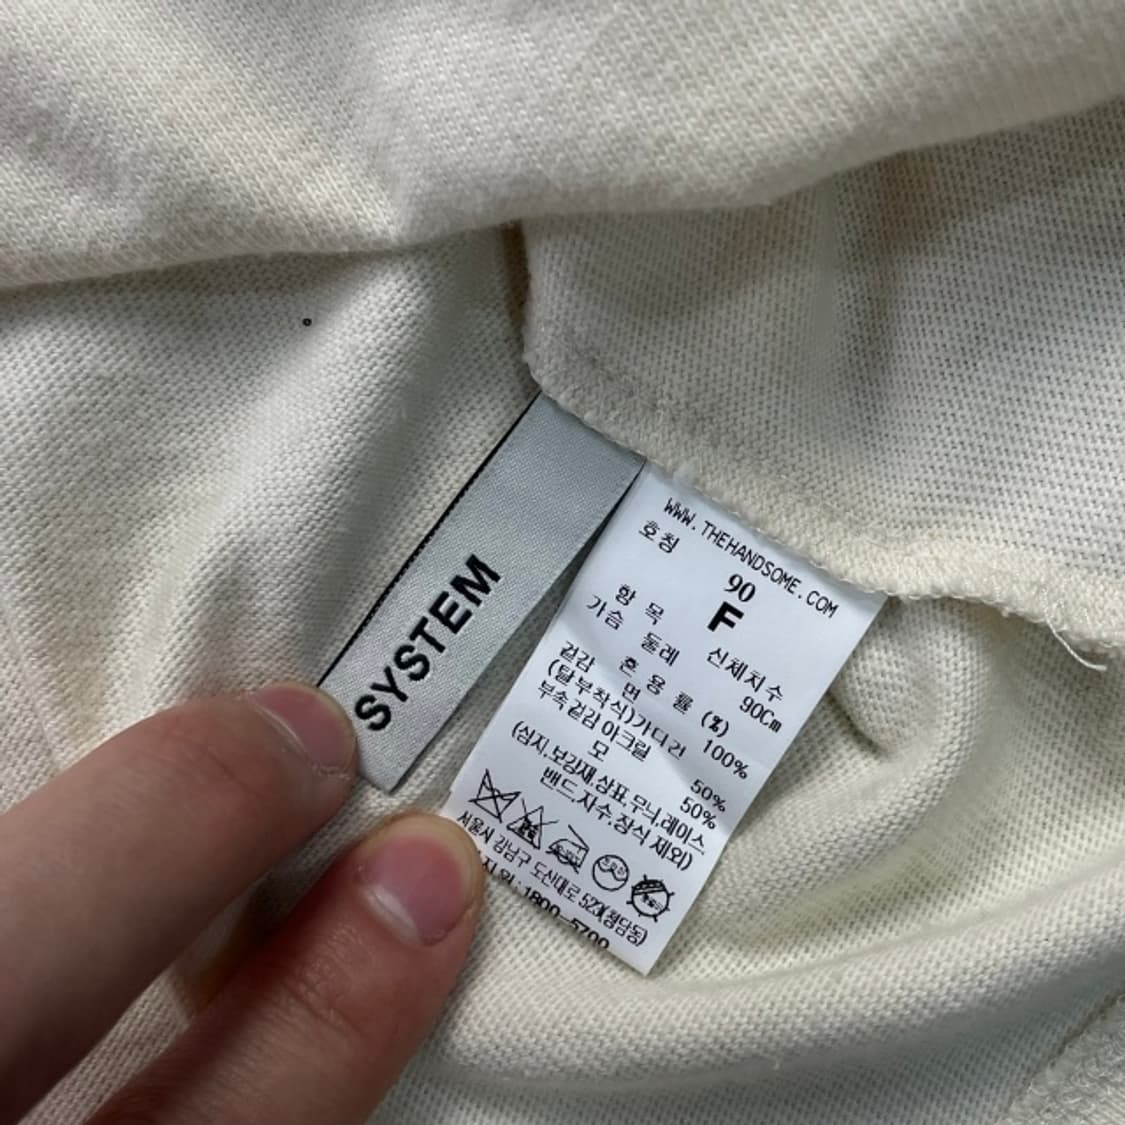 SYSTEM
WWW.THEHANDSOME.COM
호칭
90
F
항 목 신체치수
가슴 둘레 90Cm
겉감 혼 용 률 (%)
면 100%
(탈부착식)가디건
부속겉감 아크릴 50%
모 50%
(심지,보강재,상표,무늬,레이스
밴드,자수,장식 제외)
서울시 강남구 도산대로 523(청담동)
1800-5700